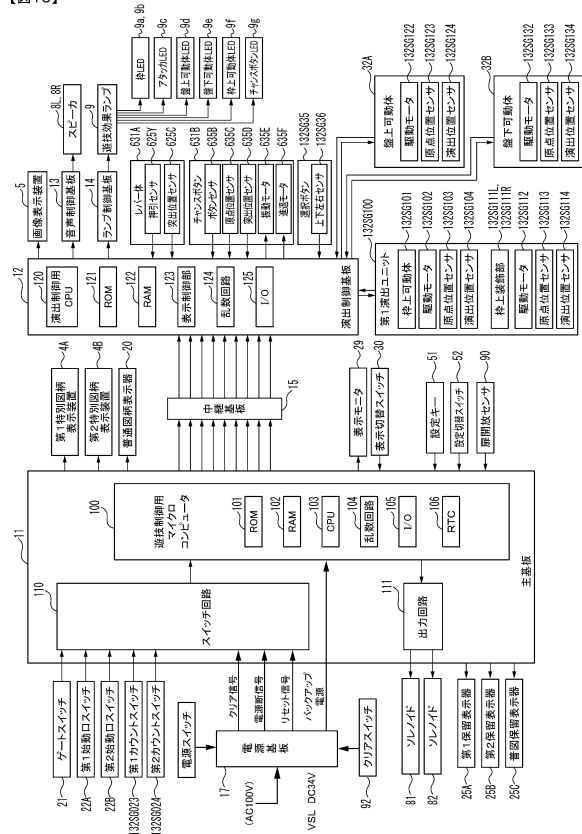 【図18】
21
ゲートスイッチ
22A
第1始動口スイッチ
22B
第2始動口スイッチ
132SG023
第1カウントスイッチ
132SG024
第2カウントスイッチ
電源スイッチ
17
電源基板
(AC100V)
VSL DC34V
92
クリアスイッチ
クリア信号
電源断信号
リセット信号
バックアップ電源
81
ソレノイド
82
ソレノイド
25A
第1保留表示器
25B
第2保留表示器
25C
普図保留表示器
11
主基板
110
スイッチ回路
111
出力回路
100
遊技制御用
マイクロ
コンピュータ
101
ROM
102
RAM
103
CPU
104
乱数回路
105
I/O
106
RTC
第1特別図柄
表示装置
4A
第2特別図柄
表示装置
4B
普通図柄表示器
20
中継基板
15
表示モニタ
29
表示切替スイッチ
30
設定キー
51
設定切替スイッチ
52
扉開放センサ
90
12
演出制御基板
120
演出制御用
CPU
121
ROM
122
RAM
123
表示制御部
124
乱数回路
125
I/O
画像表示装置
5
音声制御基板
13
スピーカ
8L, 8R
ランプ制御基板
14
遊技効果ランプ
9
枠LED
9a, 9b
アタッカLED
9c
盤上可動体LED
9d
盤下可動体LED
9e
枠上可動体LED
9f
チャンスボタンLED
9g
レバー体
631A
押引センサ
625Y
突出位置センサ
625C
チャンスボタン
631B
ボタンセンサ
635B
原点位置センサ
635C
突出位置センサ
635D
振動モータ
635E
進退モータ
635F
選択ボタン
132SG35
上下左右センサ
132SG36
第1演出ユニット
132SG100
枠上可動体
132SG101
駆動モータ
132SG102
原点位置センサ
132SG103
演出位置センサ
132SG104
枠上装飾部
132SG111L
132SG111R
駆動モータ
132SG112
原点位置センサ
132SG113
演出位置センサ
132SG114
盤上可動体
32A
駆動モータ
132SG122
原点位置センサ
132SG123
演出位置センサ
132SG124
盤下可動体
32B
駆動モータ
132SG132
原点位置センサ
132SG133
演出位置センサ
132SG134